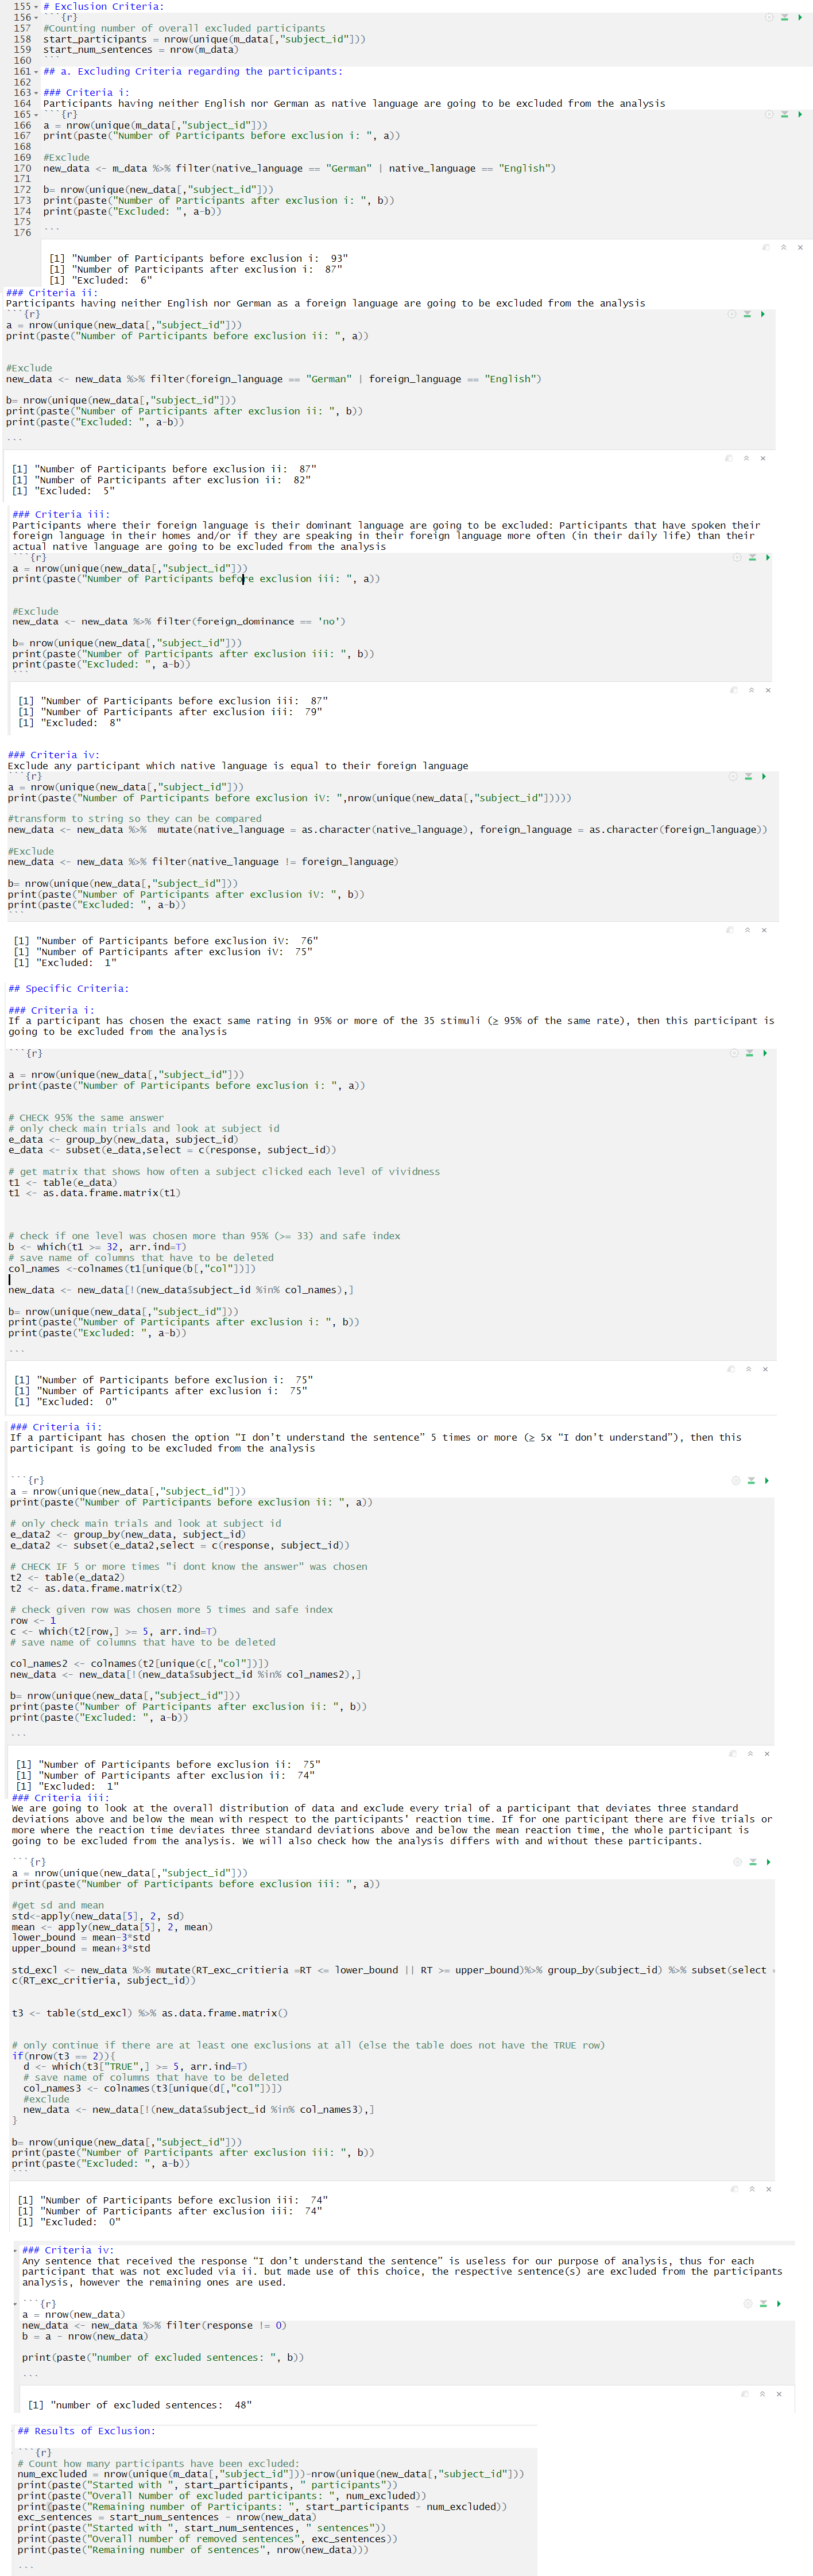 155 # Exclusion Criteria:
156 ```{r}
157 #Counting number of overall excluded participants
158 start_participants = nrow(unique(m_data[,"subject_id"]))
159 start_num_sentences = nrow(m_data)
160 ```
161 ## a. Excluding Criteria regarding the participants:
162
163 ### Criteria i:
164 Participants having neither English nor German as native language are going to be excluded from the analysis
165 ```{r}
166 a = nrow(unique(m_data[,"subject_id"]))
167 print(paste("Number of Participants before exclusion i: ", a))
168
169 #Exclude
170 new_data <- m_data %>% filter(native_language == "German" | native_language == "English")
171
172 b= nrow(unique(new_data[,"subject_id"]))
173 print(paste("Number of Participants after exclusion i: ", b))
174 print(paste("Excluded: ", a-b))
175
176 ```
[1] "Number of Participants before exclusion i:  93"
[1] "Number of Participants after exclusion i:  87"
[1] "Excluded:  6"
### Criteria ii:
Participants having neither English nor German as a foreign language are going to be excluded from the analysis
```{r}
a = nrow(unique(new_data[,"subject_id"]))
print(paste("Number of Participants before exclusion ii: ", a))
#Exclude
new_data <- new_data %>% filter(foreign_language == "German" | foreign_language == "English")
b= nrow(unique(new_data[,"subject_id"]))
print(paste("Number of Participants after exclusion ii: ", b))
print(paste("Excluded: ", a-b))
```
[1] "Number of Participants before exclusion ii:  87"
[1] "Number of Participants after exclusion ii:  82"
[1] "Excluded:  5"
### Criteria iii:
Participants where their foreign language is their dominant language are going to be excluded: Participants that have spoken their
foreign language in their homes and/or if they are speaking in their foreign language more often (in their daily life) than their
actual native language are going to be excluded from the analysis
```{r}
a = nrow(unique(new_data[,"subject_id"]))
print(paste("Number of Participants before exclusion iii: ", a))
#Exclude
new_data <- new_data %>% filter(foreign_dominance == 'no')
b= nrow(unique(new_data[,"subject_id"]))
print(paste("Number of Participants after exclusion iii: ", b))
print(paste("Excluded: ", a-b))
```
[1] "Number of Participants before exclusion iii:  87"
[1] "Number of Participants after exclusion iii:  79"
[1] "Excluded:  8"
### Criteria iv:
Exclude any participant which native language is equal to their foreign language
```{r}
a = nrow(unique(new_data[,"subject_id"]))
print(paste("Number of Participants before exclusion iV: ",nrow(unique(new_data[,"subject_id"]))))
#transform to string so they can be compared
new_data <- new_data %>%  mutate(native_language = as.character(native_language), foreign_language = as.character(foreign_language))
#Exclude
new_data <- new_data %>% filter(native_language != foreign_language)
b= nrow(unique(new_data[,"subject_id"]))
print(paste("Number of Participants after exclusion iV: ", b))
print(paste("Excluded: ", a-b))
```
[1] "Number of Participants before exclusion iV:  76"
[1] "Number of Participants after exclusion iV:  75"
[1] "Excluded:  1"
## Specific Criteria:
### Criteria i:
If a participant has chosen the exact same rating in 95% or more of the 35 stimuli (≥ 95% of the same rate), then this participant is
going to be excluded from the analysis
```{r}
a = nrow(unique(new_data[,"subject_id"]))
print(paste("Number of Participants before exclusion i: ", a))
# CHECK 95% the same answer
# only check main trials and look at subject id
e_data <- group_by(new_data, subject_id)
e_data <- subset(e_data,select = c(response, subject_id))
# get matrix that shows how often a subject clicked each level of vividness
t1 <- table(e_data)
t1 <- as.data.frame.matrix(t1)
# check if one level was chosen more than 95% (>= 33) and safe index
b <- which(t1 >= 32, arr.ind=T)
# save name of columns that have to be deleted
col_names <-colnames(t1[unique(b[,"col"])])
new_data <- new_data[!(new_data$subject_id %in% col_names),]
b= nrow(unique(new_data[,"subject_id"]))
print(paste("Number of Participants after exclusion i: ", b))
print(paste("Excluded: ", a-b))
```
[1] "Number of Participants before exclusion i:  75"
[1] "Number of Participants after exclusion i:  75"
[1] "Excluded:  0"
### Criteria ii:
If a participant has chosen the option “I don’t understand the sentence” 5 times or more (≥ 5x “I don’t understand”), then this
participant is going to be excluded from the analysis
```{r}
a = nrow(unique(new_data[,"subject_id"]))
print(paste("Number of Participants before exclusion ii: ", a))
# only check main trials and look at subject id
e_data2 <- group_by(new_data, subject_id)
e_data2 <- subset(e_data2,select = c(response, subject_id))
# CHECK IF 5 or more times "i dont know the answer" was chosen
t2 <- table(e_data2)
t2 <- as.data.frame.matrix(t2)
# check given row was chosen more 5 times and safe index
row <- 1
c <- which(t2[row,] >= 5, arr.ind=T)
# save name of columns that have to be deleted
col_names2 <- colnames(t2[unique(c[,"col"])])
new_data <- new_data[!(new_data$subject_id %in% col_names2),]
b= nrow(unique(new_data[,"subject_id"]))
print(paste("Number of Participants after exclusion ii: ", b))
print(paste("Excluded: ", a-b))
```
[1] "Number of Participants before exclusion ii:  75"
[1] "Number of Participants after exclusion ii:  74"
[1] "Excluded:  1"
### Criteria iii:
We are going to look at the overall distribution of data and exclude every trial of a participant that deviates three standard
deviations above and below the mean with respect to the participants’ reaction time. If for one participant there are five trials or
more where the reaction time deviates three standard deviations above and below the mean reaction time, the whole participant is
going to be excluded from the analysis. We will also check how the analysis differs with and without these participants.
```{r}
a = nrow(unique(new_data[,"subject_id"]))
print(paste("Number of Participants before exclusion iii: ", a))
#get sd and mean
std<-apply(new_data[5], 2, sd)
mean <- apply(new_data[5], 2, mean)
lower_bound = mean-3*std
upper_bound = mean+3*std
std_excl <- new_data %>% mutate(RT_exc_critieria =RT <= lower_bound || RT >= upper_bound)%>% group_by(subject_id) %>% subset(select =
c(RT_exc_critieria, subject_id))
t3 <- table(std_excl) %>% as.data.frame.matrix()
# only continue if there are at least one exclusions at all (else the table does not have the TRUE row)
if(nrow(t3 == 2)){
d <- which(t3["TRUE",] >= 5, arr.ind=T)
# save name of columns that have to be deleted
col_names3 <- colnames(t3[unique(d[,"col"])])
#exclude
new_data <- new_data[!(new_data$subject_id %in% col_names3),]
}
b= nrow(unique(new_data[,"subject_id"]))
print(paste("Number of Participants after exclusion iii: ", b))
print(paste("Excluded: ", a-b))
```
[1] "Number of Participants before exclusion iii:  74"
[1] "Number of Participants after exclusion iii:  74"
[1] "Excluded:  0"
### Criteria iv:
Any sentence that received the response “I don’t understand the sentence” is useless for our purpose of analysis, thus for each
participant that was not excluded via ii. but made use of this choice, the respective sentence(s) are excluded from the participants
analysis, however the remaining ones are used.
```{r}
a = nrow(new_data)
new_data <- new_data %>% filter(response != 0)
b = a - nrow(new_data)
print(paste("number of excluded sentences: ", b))
```
[1] "number of excluded sentences:  48"
## Results of Exclusion:
```{r}
# Count how many participants have been excluded:
num_excluded = nrow(unique(m_data[,"subject_id"]))-nrow(unique(new_data[,"subject_id"]))
print(paste("Started with ", start_participants, " participants"))
print(paste("Overall Number of excluded participants: ", num_excluded))
print(paste("Remaining number of Participants: ", start_participants - num_excluded))
exc_sentences = start_num_sentences - nrow(new_data)
print(paste("Started with ", start_num_sentences, " sentences"))
print(paste("Overall number of removed sentences", exc_sentences))
print(paste("Remaining number of sentences", nrow(new_data)))
```